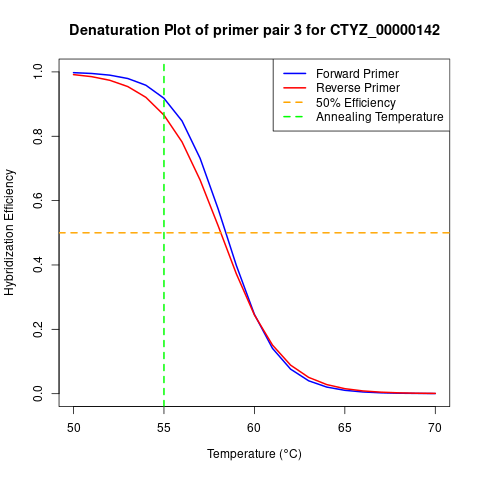 Denaturation Plot of primer pair 3 for CTYZ_00000142
Forward Primer
Reverse Primer
50% Efficiency
Annealing Temperature
Hybridization Efficiency
1.0
0.8
0.6
0.4
0.2
0.0
50 55 60 65 70
Temperature (°C)